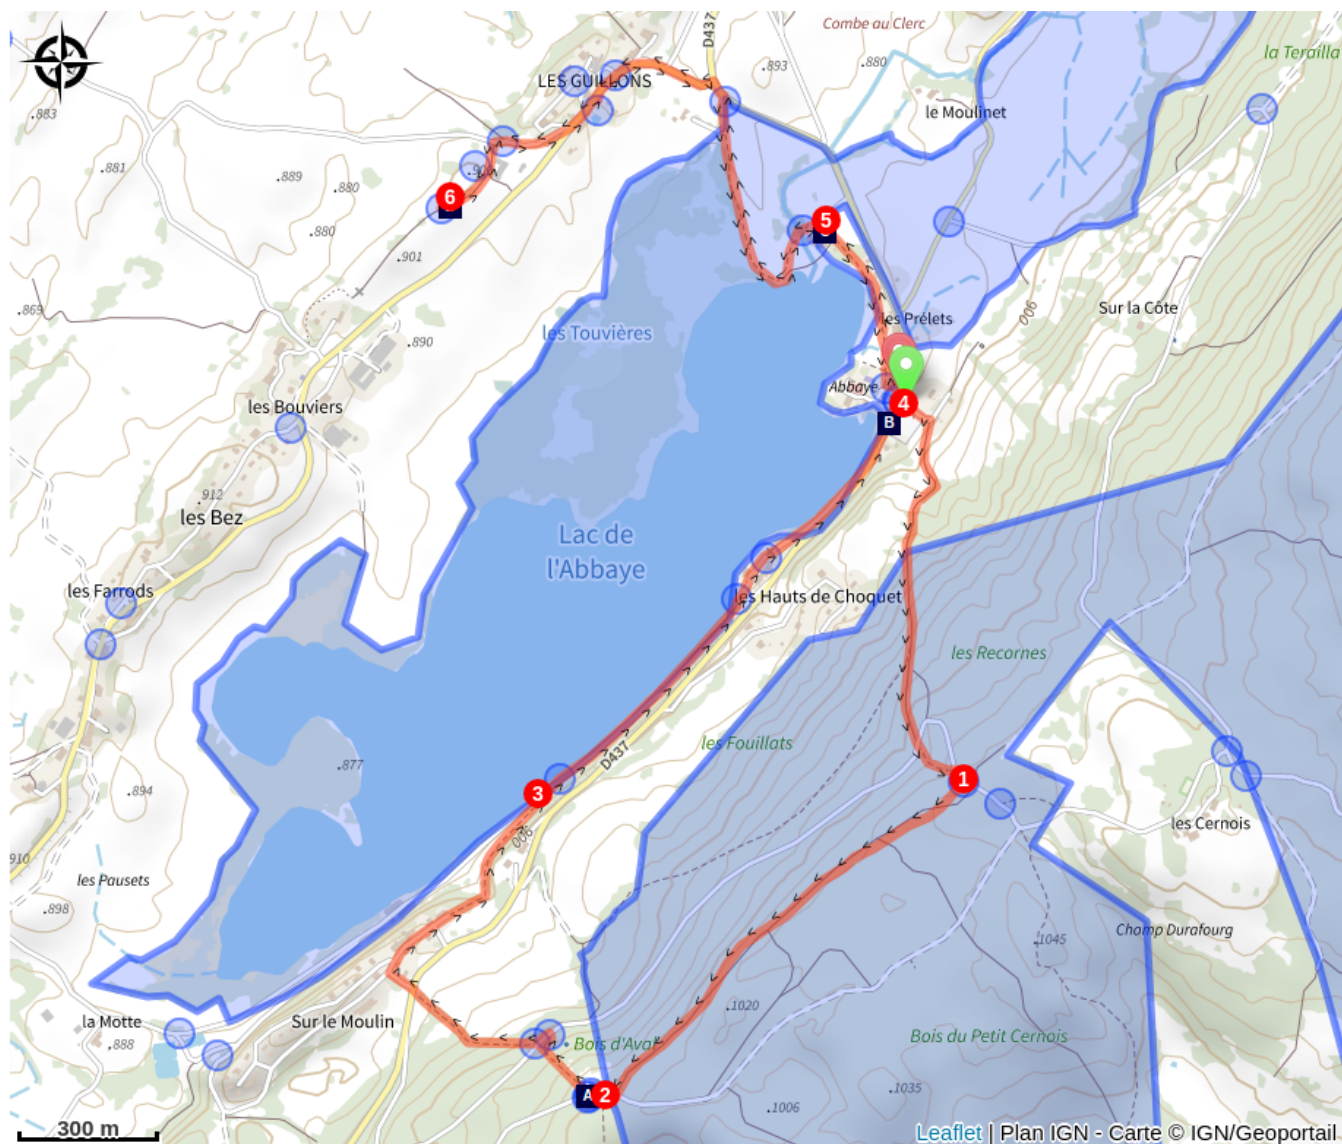 Combe au Clerc
D437
.893
.880
la Terailla
LES GUILLONS
.883
le Moulinet
.881
.889
.880
6
5
.880
.901
Sur la Côte
900
.869
les Prélets
les Touvières
.890
Abbaye
4
B
les Bouviers
.912
les Bez
Lac de
l'Abbaye
les Farrods
les Hauts de Choquet
les Recornes
les Fouillats
D437
.877
1
3
.894
900
les Cernois
910
les Pausets
.898
Champ Durafourg
.1045
.1020
la Motte
.888
Sur le Moulin
Bois d'Aval
Bois du Petit Cernois
A
2
.1035
.1006
300 m
Leaflet | Plan IGN - Carte © IGN/Geoportail